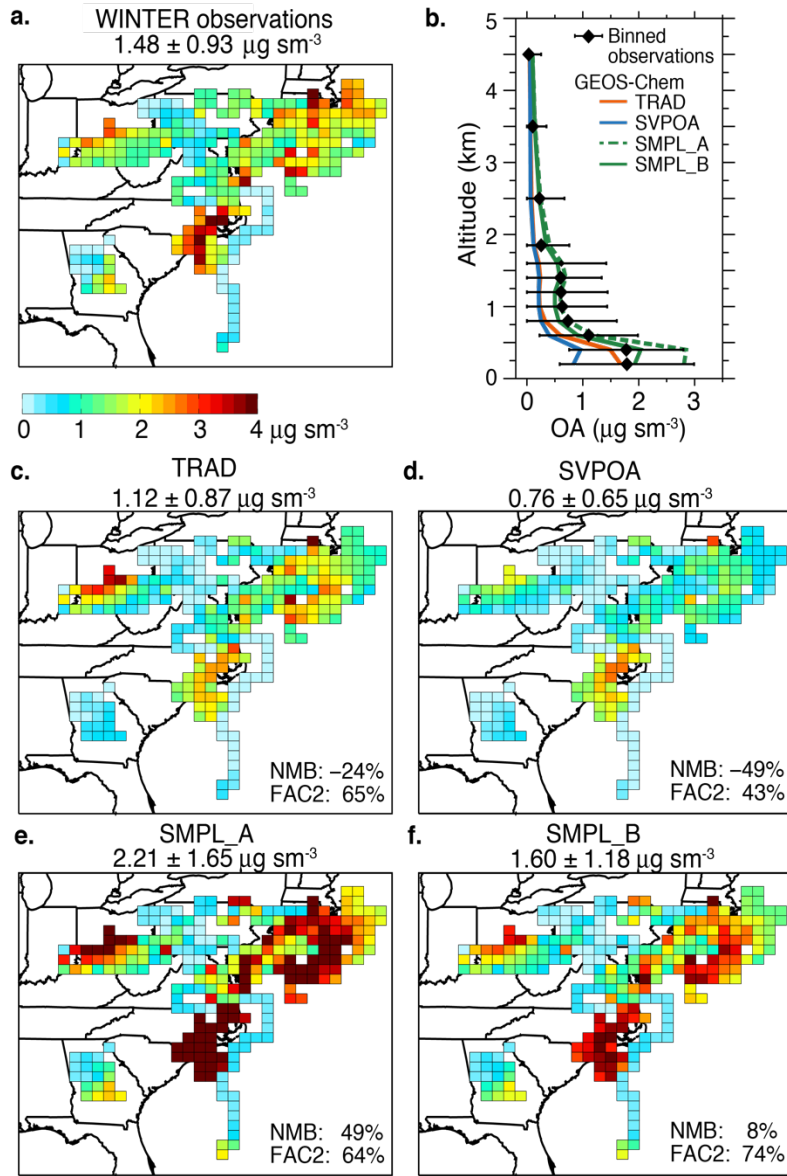 a.
WINTER observations
1.48 ± 0.93 μg sm⁻³
0 1 2 3 4 μg sm⁻³
b.
Binned
observations
GEOS-Chem
TRAD
SVPOA
SMPL_A
SMPL_B
Altitude (km)
5
4
3
2
1
0
0 1 2 3
OA (μg sm⁻³)
c.
TRAD
1.12 ± 0.87 μg sm⁻³
NMB: –24%
FAC2: 65%
d.
SVPOA
0.76 ± 0.65 μg sm⁻³
NMB: –49%
FAC2: 43%
e.
SMPL_A
2.21 ± 1.65 μg sm⁻³
NMB: 49%
FAC2: 64%
f.
SMPL_B
1.60 ± 1.18 μg sm⁻³
NMB: 8%
FAC2: 74%